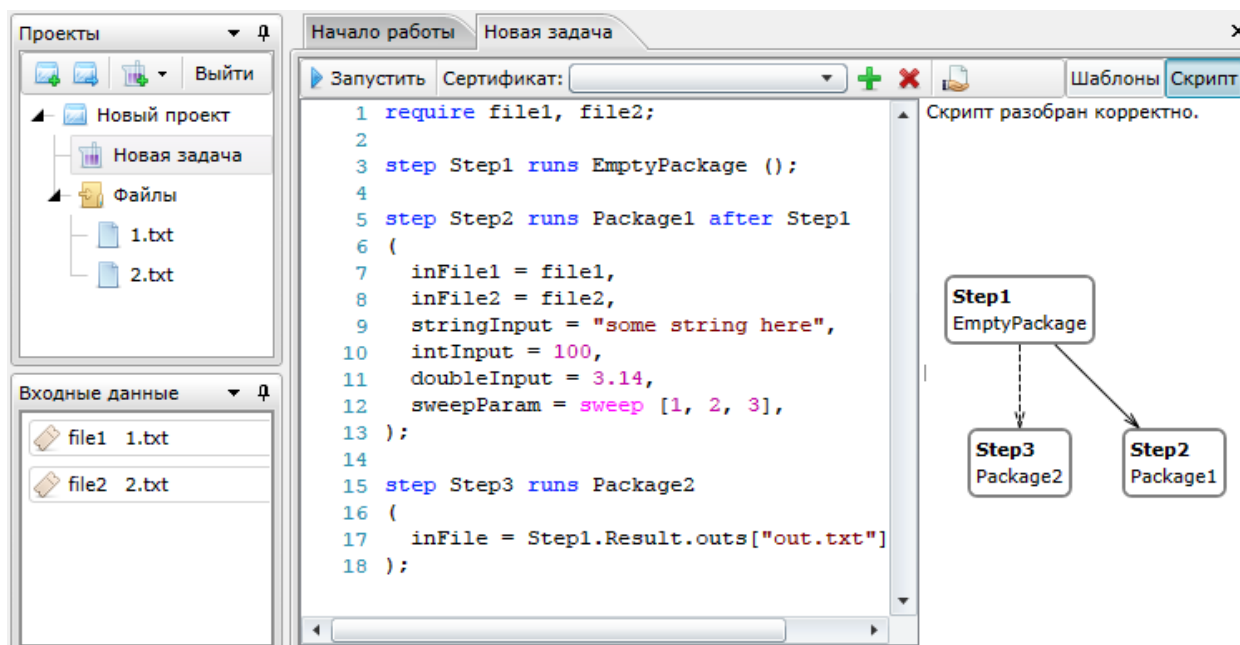 Проекты
Выйти
Новый проект
Новая задача
Файлы
1.txt
2.txt
Входные данные
file1 1.txt
file2 2.txt
Начало работы
Новая задача
Запустить Сертификат:
Шаблоны Скрипт
1 require file1, file2;
2
3 step Step1 runs EmptyPackage ();
4
5 step Step2 runs Package1 after Step1
6 (
7 inFile1 = file1,
8 inFile2 = file2,
9 stringInput = "some string here",
10 intInput = 100,
11 doubleInput = 3.14,
12 sweepParam = sweep [1, 2, 3],
13 );
14
15 step Step3 runs Package2
16 (
17 inFile = Step1.Result.outs["out.txt"]
18 );
Скрипт разобран корректно.
Step1
EmptyPackage
Step3
Package2
Step2
Package1